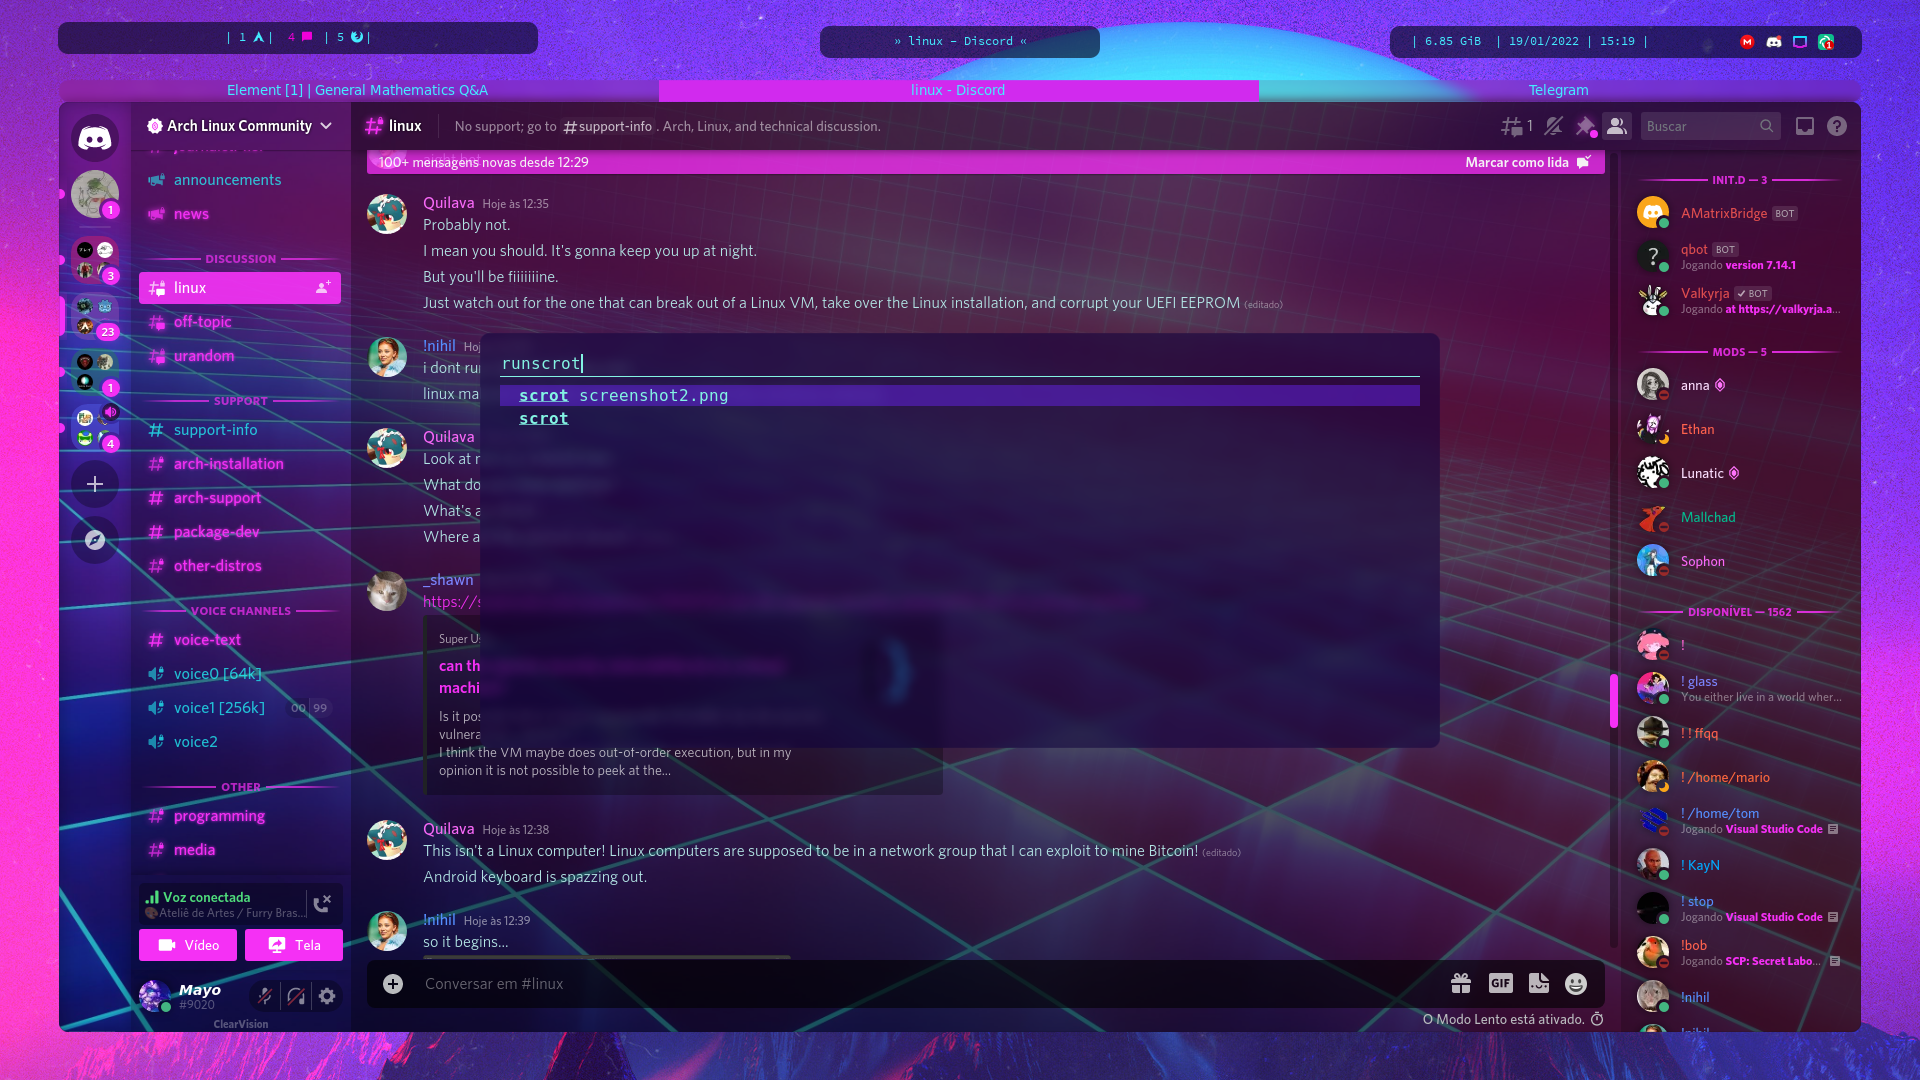 | 1 | 4 | 5 |
» linux – Discord «
| 6.85 GiB | 19/01/2022 | 15:19 |
Element [1] | General Mathematics Q&A
linux - Discord
Telegram
Arch Linux Community
announcements
news
DISCUSSION
linux
off-topic
urandom
SUPPORT
support-info
arch-installation
arch-support
package-dev
other-distros
VOICE CHANNELS
voice-text
voice0 [64k]
voice1 [256k] 00 99
voice2
OTHER
programming
media
1
3
23
1
4
Voz conectada
Ateliê de Artes / Furry Bras...
Vídeo
Tela
Mayo
#9020
ClearVision
linux
No support; go to #support-info . Arch, Linux, and technical discussion.
1
Buscar
100+ mensagens novas desde 12:29
Marcar como lida
Quilava Hoje às 12:35
Probably not.
I mean you should. It's gonna keep you up at night.
But you'll be fiiiiiiine.
Just watch out for the one that can break out of a Linux VM, take over the Linux installation, and corrupt your UEFI EEPROM (editado)
!nihil
i dont
linux
Quilava
Look at
What
What's
Where
_shawn
https://
Super
can
Is it
I think the VM maybe does out-of-order execution, but in my
opinion it is not possible to peek at the...
runscrot
scrot screenshot2.png
scrot
Quilava Hoje às 12:38
This isn't a Linux computer! Linux computers are supposed to be in a network group that I can exploit to mine Bitcoin! (editado)
Android keyboard is spazzing out.
!nihil Hoje às 12:39
so it begins...
Conversar em #linux
GIF
O Modo Lento está ativado.
INIT.D — 3
AMatrixBridge BOT
qbot BOT
Jogando version 7.14.1
Valkyrja BOT
Jogando at https://valkyrja.a...
MODS — 5
anna
Ethan
Lunatic
Mallchad
Sophon
DISPONÍVEL — 1562
!
! glass
You either live in a world wher...
! ! ffqq
! /home/mario
! /home/tom
Jogando Visual Studio Code
! KayN
! stop
Jogando Visual Studio Code
!bob
Jogando SCP: Secret Labo...
!nihil